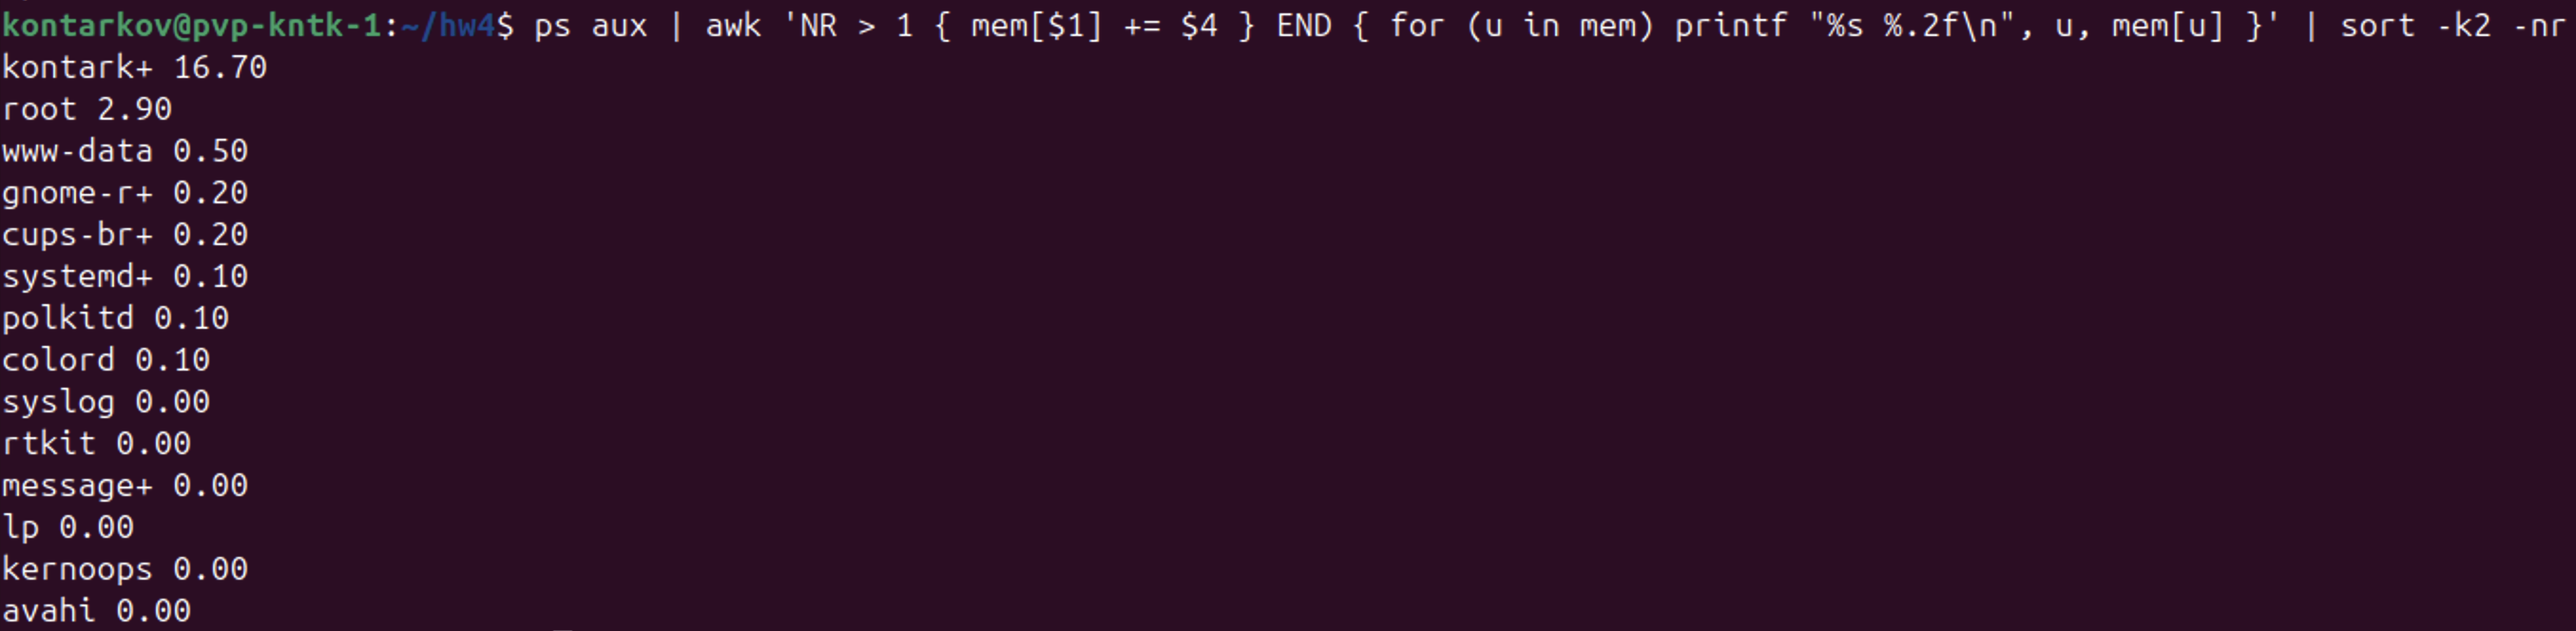 kontarkov@pvp-kntk-1:~/hw4$ ps aux | awk 'NR > 1 { mem[$1] += $4 } END { for (u in mem) printf "%s %.2f\n", u, mem[u] }' | sort -k2 -nr
kontark+ 16.70
root 2.90
www-data 0.50
gnome-r+ 0.20
cups-br+ 0.20
systemd+ 0.10
polkitd 0.10
colord 0.10
syslog 0.00
rtkit 0.00
message+ 0.00
lp 0.00
kernoops 0.00
avahi 0.00